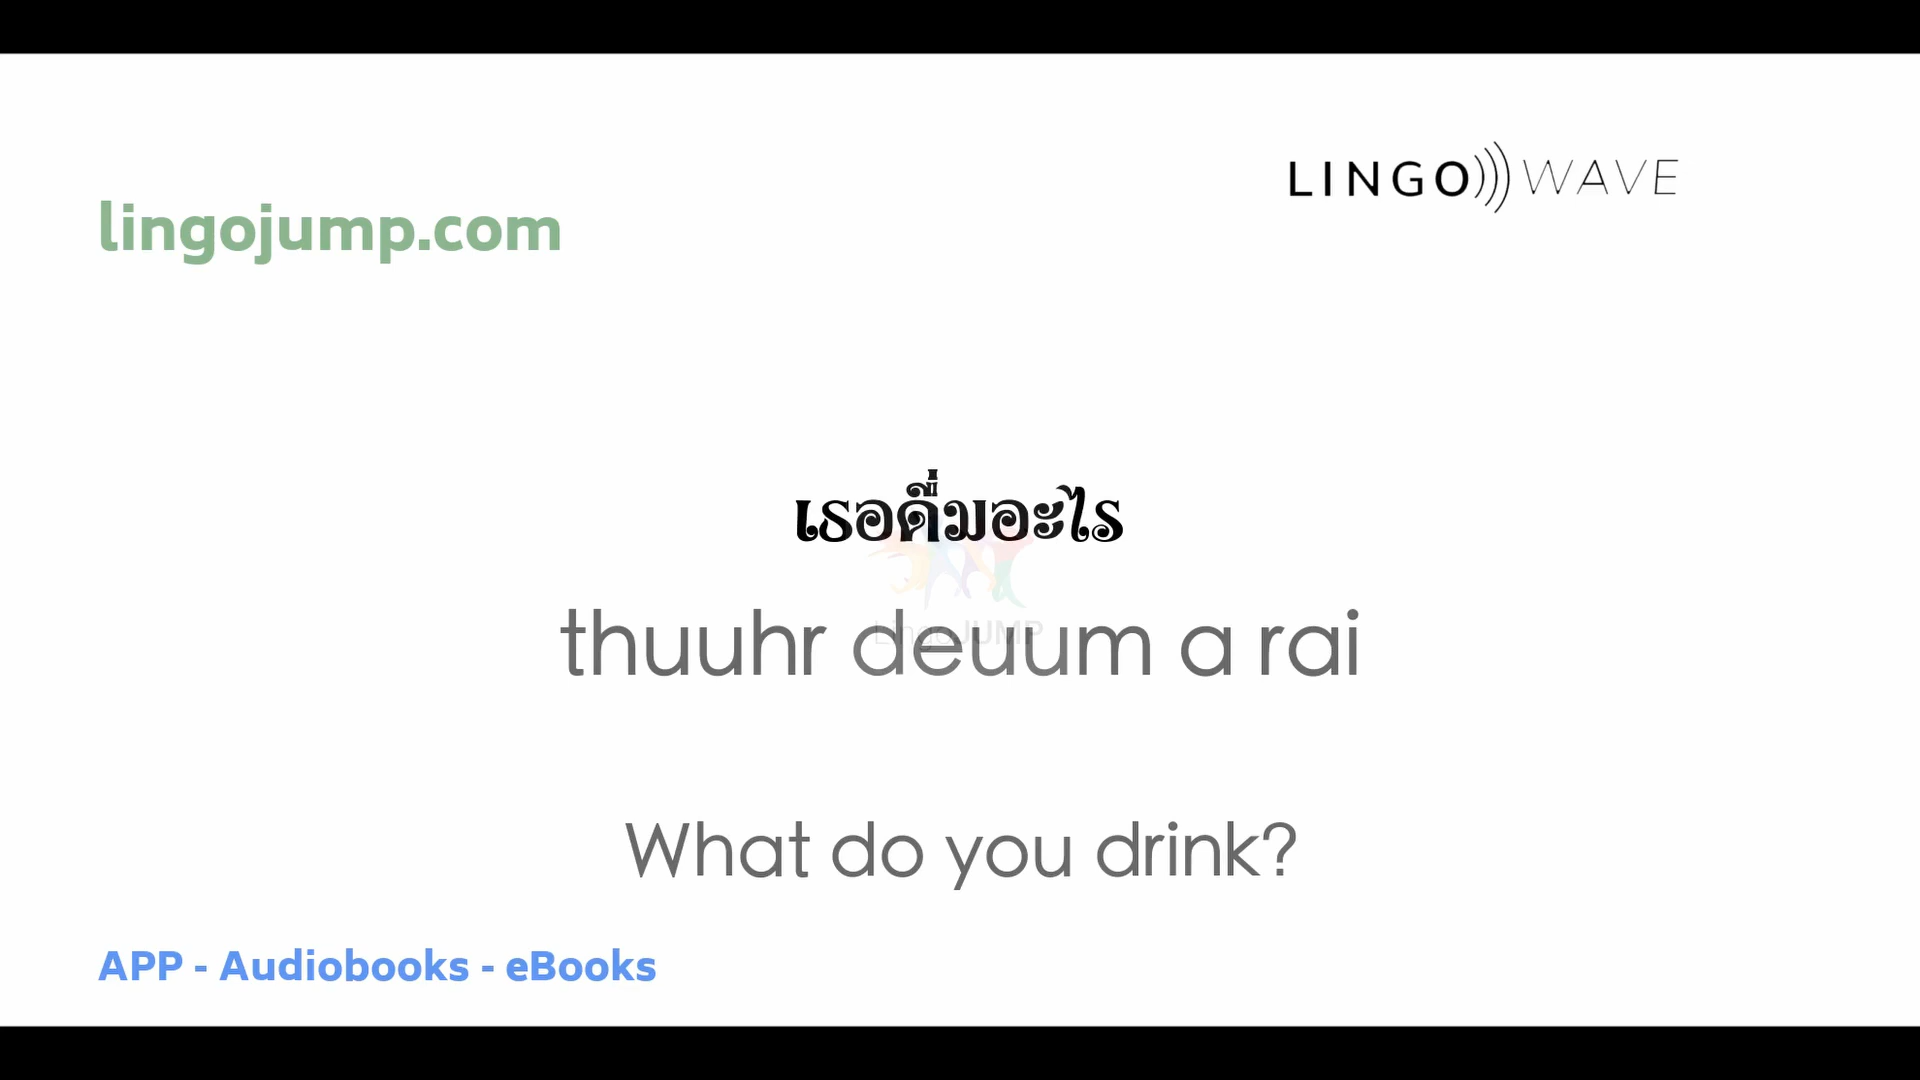 LINGO WAVE
lingojump.com
เธอดื่มอะไร
thuuhr deuum a rai
LingoJUMP
What do you drink?
APP - Audiobooks - eBooks